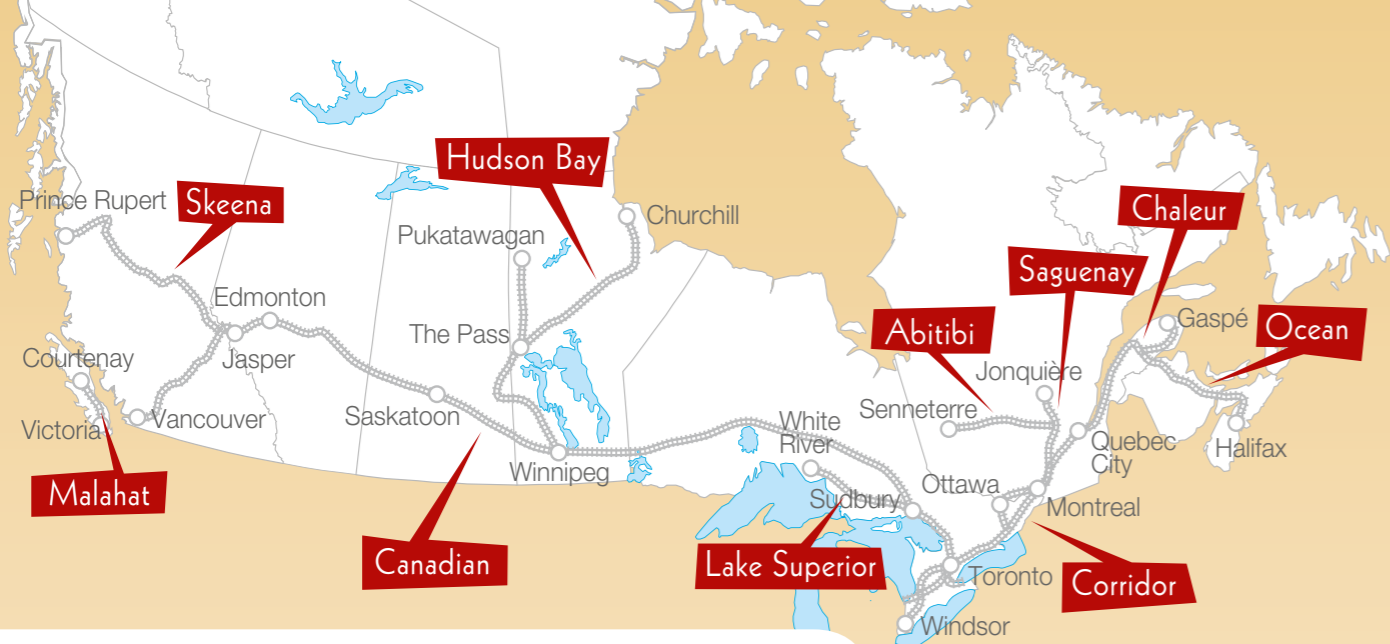 Hudson Bay
Prince Rupert
Skeena
Churchill
Chaleur
Pukatawagan
Saguenay
Edmonton
Gaspé
Ocean
The Pass
Abitibi
Courtenay
Jasper
Jonquière
Senneterre
Saskatoon
Vancouver
Victoria
White
River
Quebec
City
Halifax
Winnipeg
Ottawa
Malahat
Sudbury
Montreal
Canadian
Lake Superior
Toronto
Corridor
Windsor